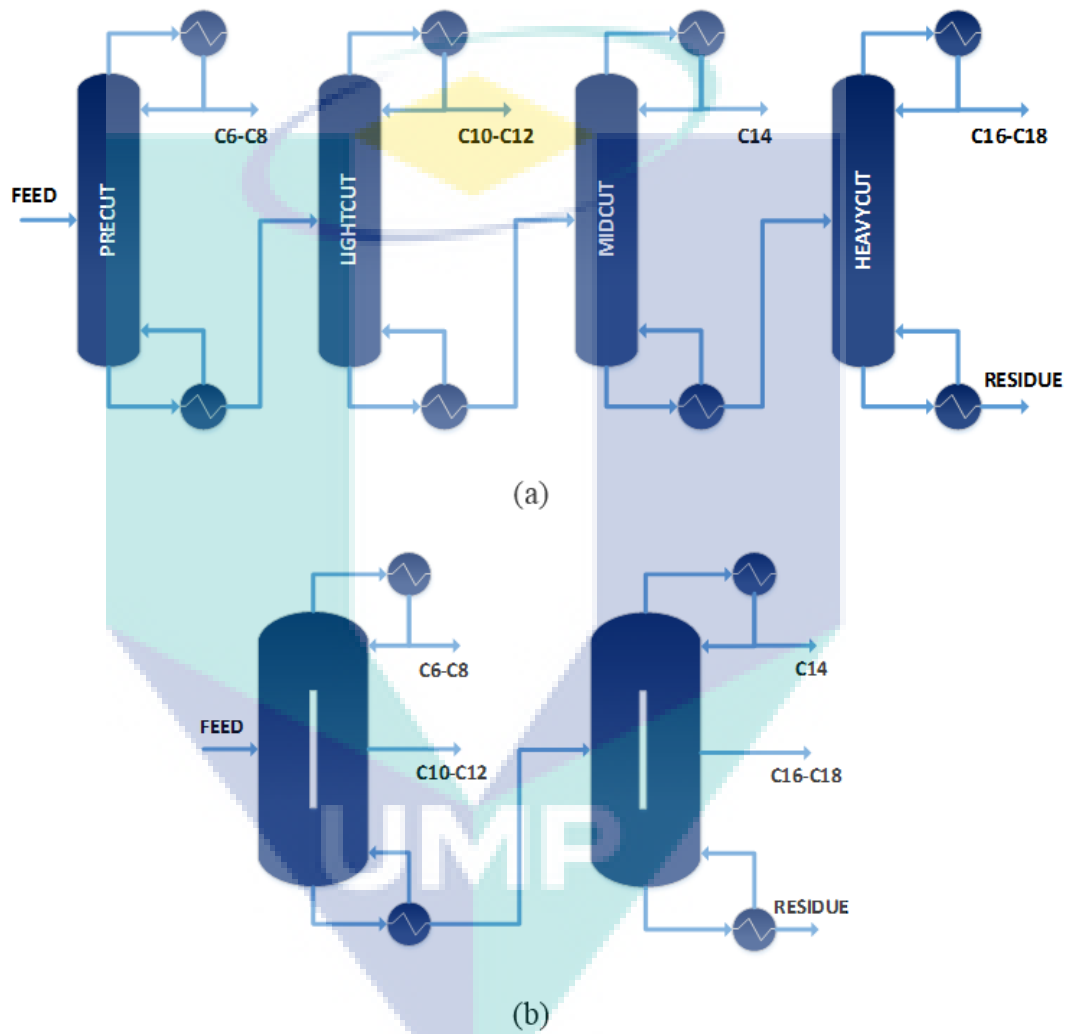 C6-C8
C10-C12
C14
C16-C18
FEED
PRECUT
LIGHTCUT
MIDCUT
HEAVYCUT
RESIDUE
(a)
C6-C8
C14
FEED
C10-C12
C16-C18
UMP
RESIDUE
(b)